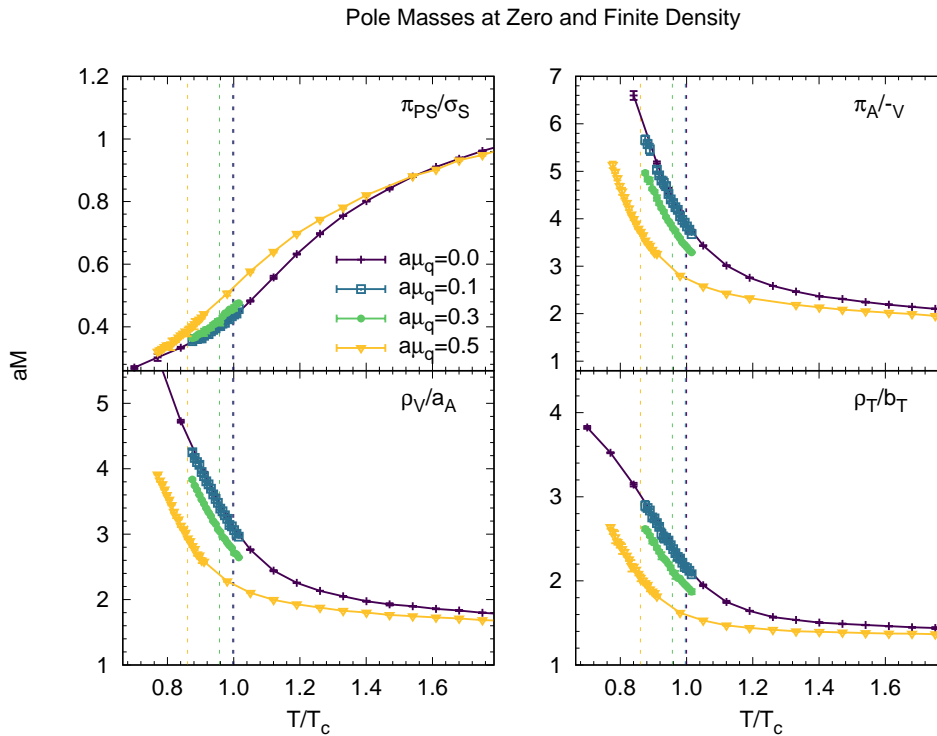 Pole Masses at Zero and Finite Density
1.2
1
0.8
0.6
0.4
π_PS/σ_S
aμ_q=0.0
aμ_q=0.1
aμ_q=0.3
aμ_q=0.5
7
6
5
4
3
2
1
π_A/-_V
aM
5
4
3
2
1
ρ_V/a_A
0.8 1.0 1.2 1.4 1.6
T/T_c
4
3
2
1
ρ_T/b_T
0.8 1.0 1.2 1.4 1.6
T/T_c